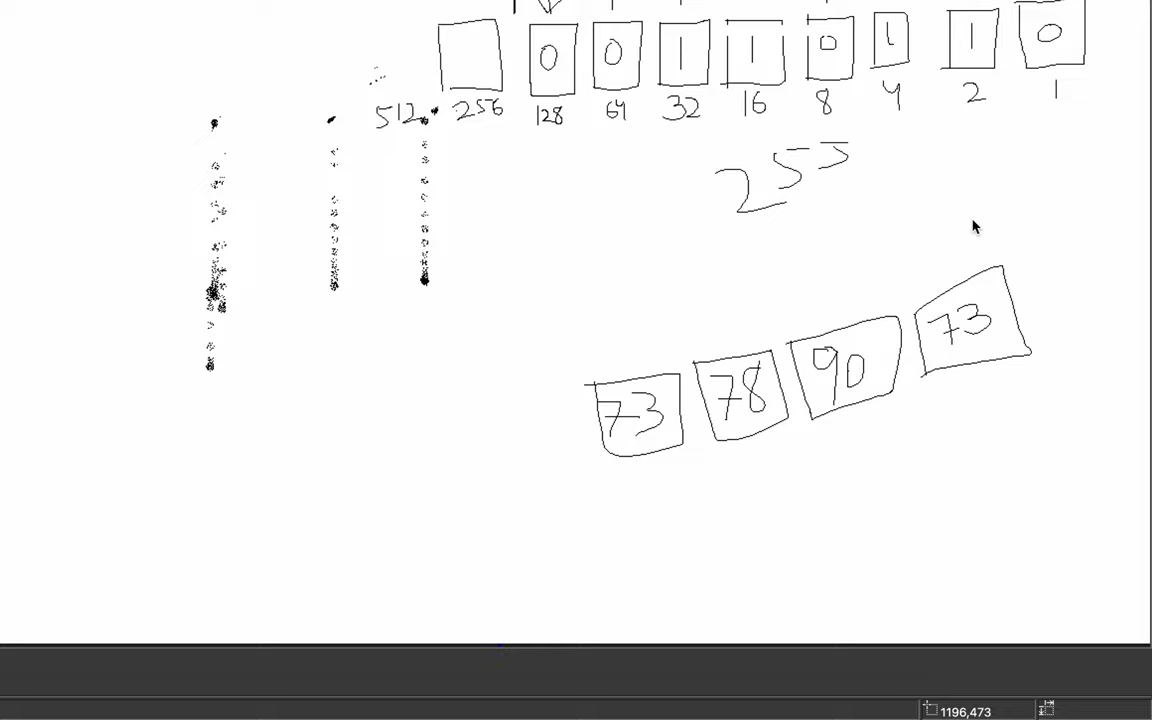 0 0 1 1 0 1 1 0
512 256 128 64 32 16 8 4 2 1
255
73 78 90 73
1196,473